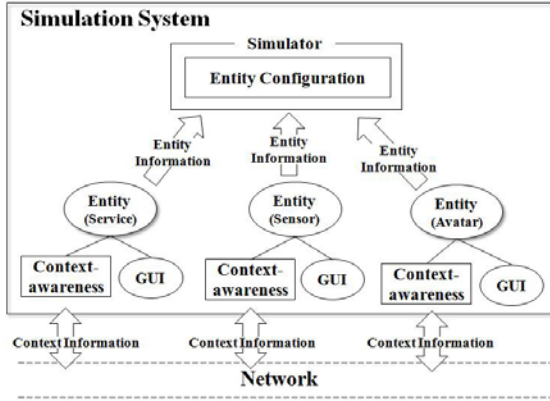 Simulation System
Simulator
Entity Configuration
Entity
Information
Entity
Information
Entity
Information
Entity
(Service)
Entity
(Sensor)
Entity
(Avatar)
Context-
awareness
GUI
Context-
awareness
GUI
Context-
awareness
GUI
Context Information
Context Information
Context Information
Network